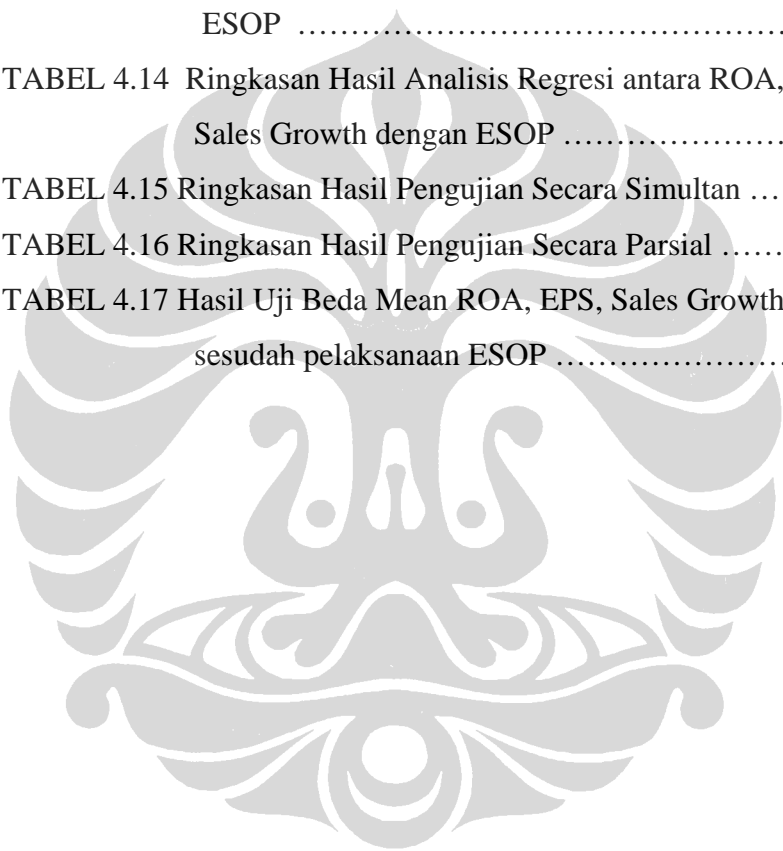 ESOP ………………………………………
TABEL 4.14 Ringkasan Hasil Analisis Regresi antara ROA,
Sales Growth dengan ESOP …………………
TABEL 4.15 Ringkasan Hasil Pengujian Secara Simultan …
TABEL 4.16 Ringkasan Hasil Pengujian Secara Parsial ……
TABEL 4.17 Hasil Uji Beda Mean ROA, EPS, Sales Growth
sesudah pelaksanaan ESOP …………………